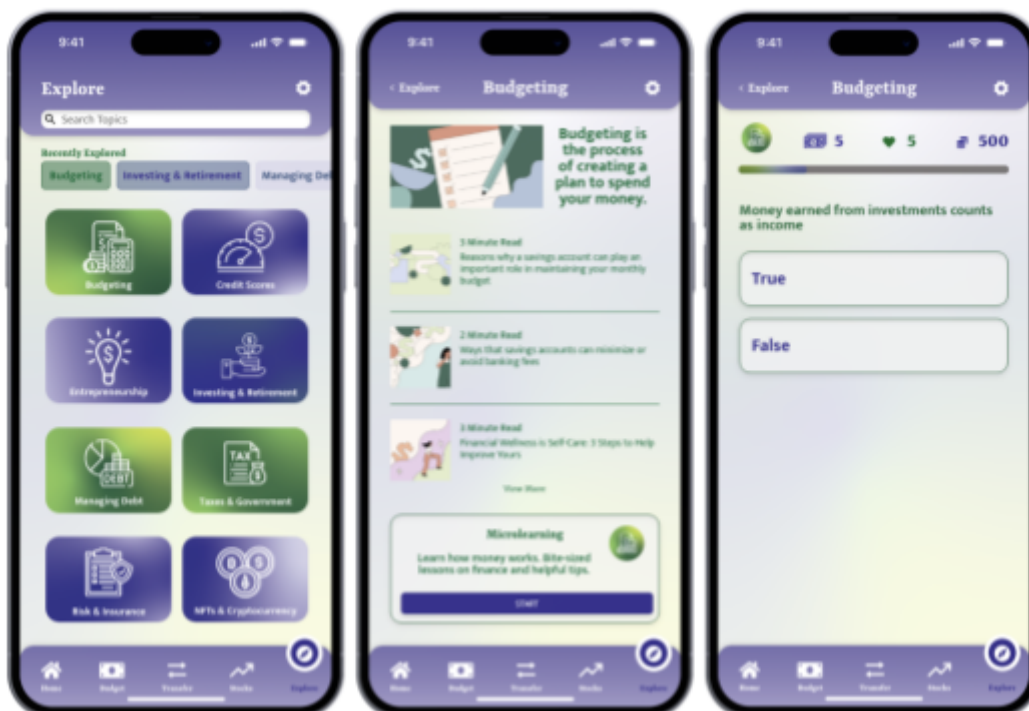 9:41
Explore
Search Topics
Recently Explored
Budgeting
Investing & Retirement
Managing Del
Budgeting
Credit Scores
Entrepreneurship
Investing & Retirement
DEBT
Managing Debt
TAX
Taxes & Government
Risk & Insurance
NFTs & Cryptocurrency
Home
Budget
Transfer
Stocks
Explore
9:41
‹ Explore
Budgeting
Budgeting is
the process
of creating a
plan to spend
your money.
3 Minute Read
Reasons why a savings account can play an
important role in maintaining your monthly
budget
2 Minute Read
Ways that savings accounts can minimize or
avoid banking fees
3 Minute Read
Financial Wellness is Self-Care: 3 Steps to Help
Improve Yours
View More
Microlearning
Learn how money works. Bite-sized
lessons on finance and helpful tips.
START
Home
Budget
Transfer
Stocks
Explore
9:41
‹ Explore
Budgeting
5
5
500
Money earned from investments counts
as income
True
False
Home
Budget
Transfer
Stocks
Explore